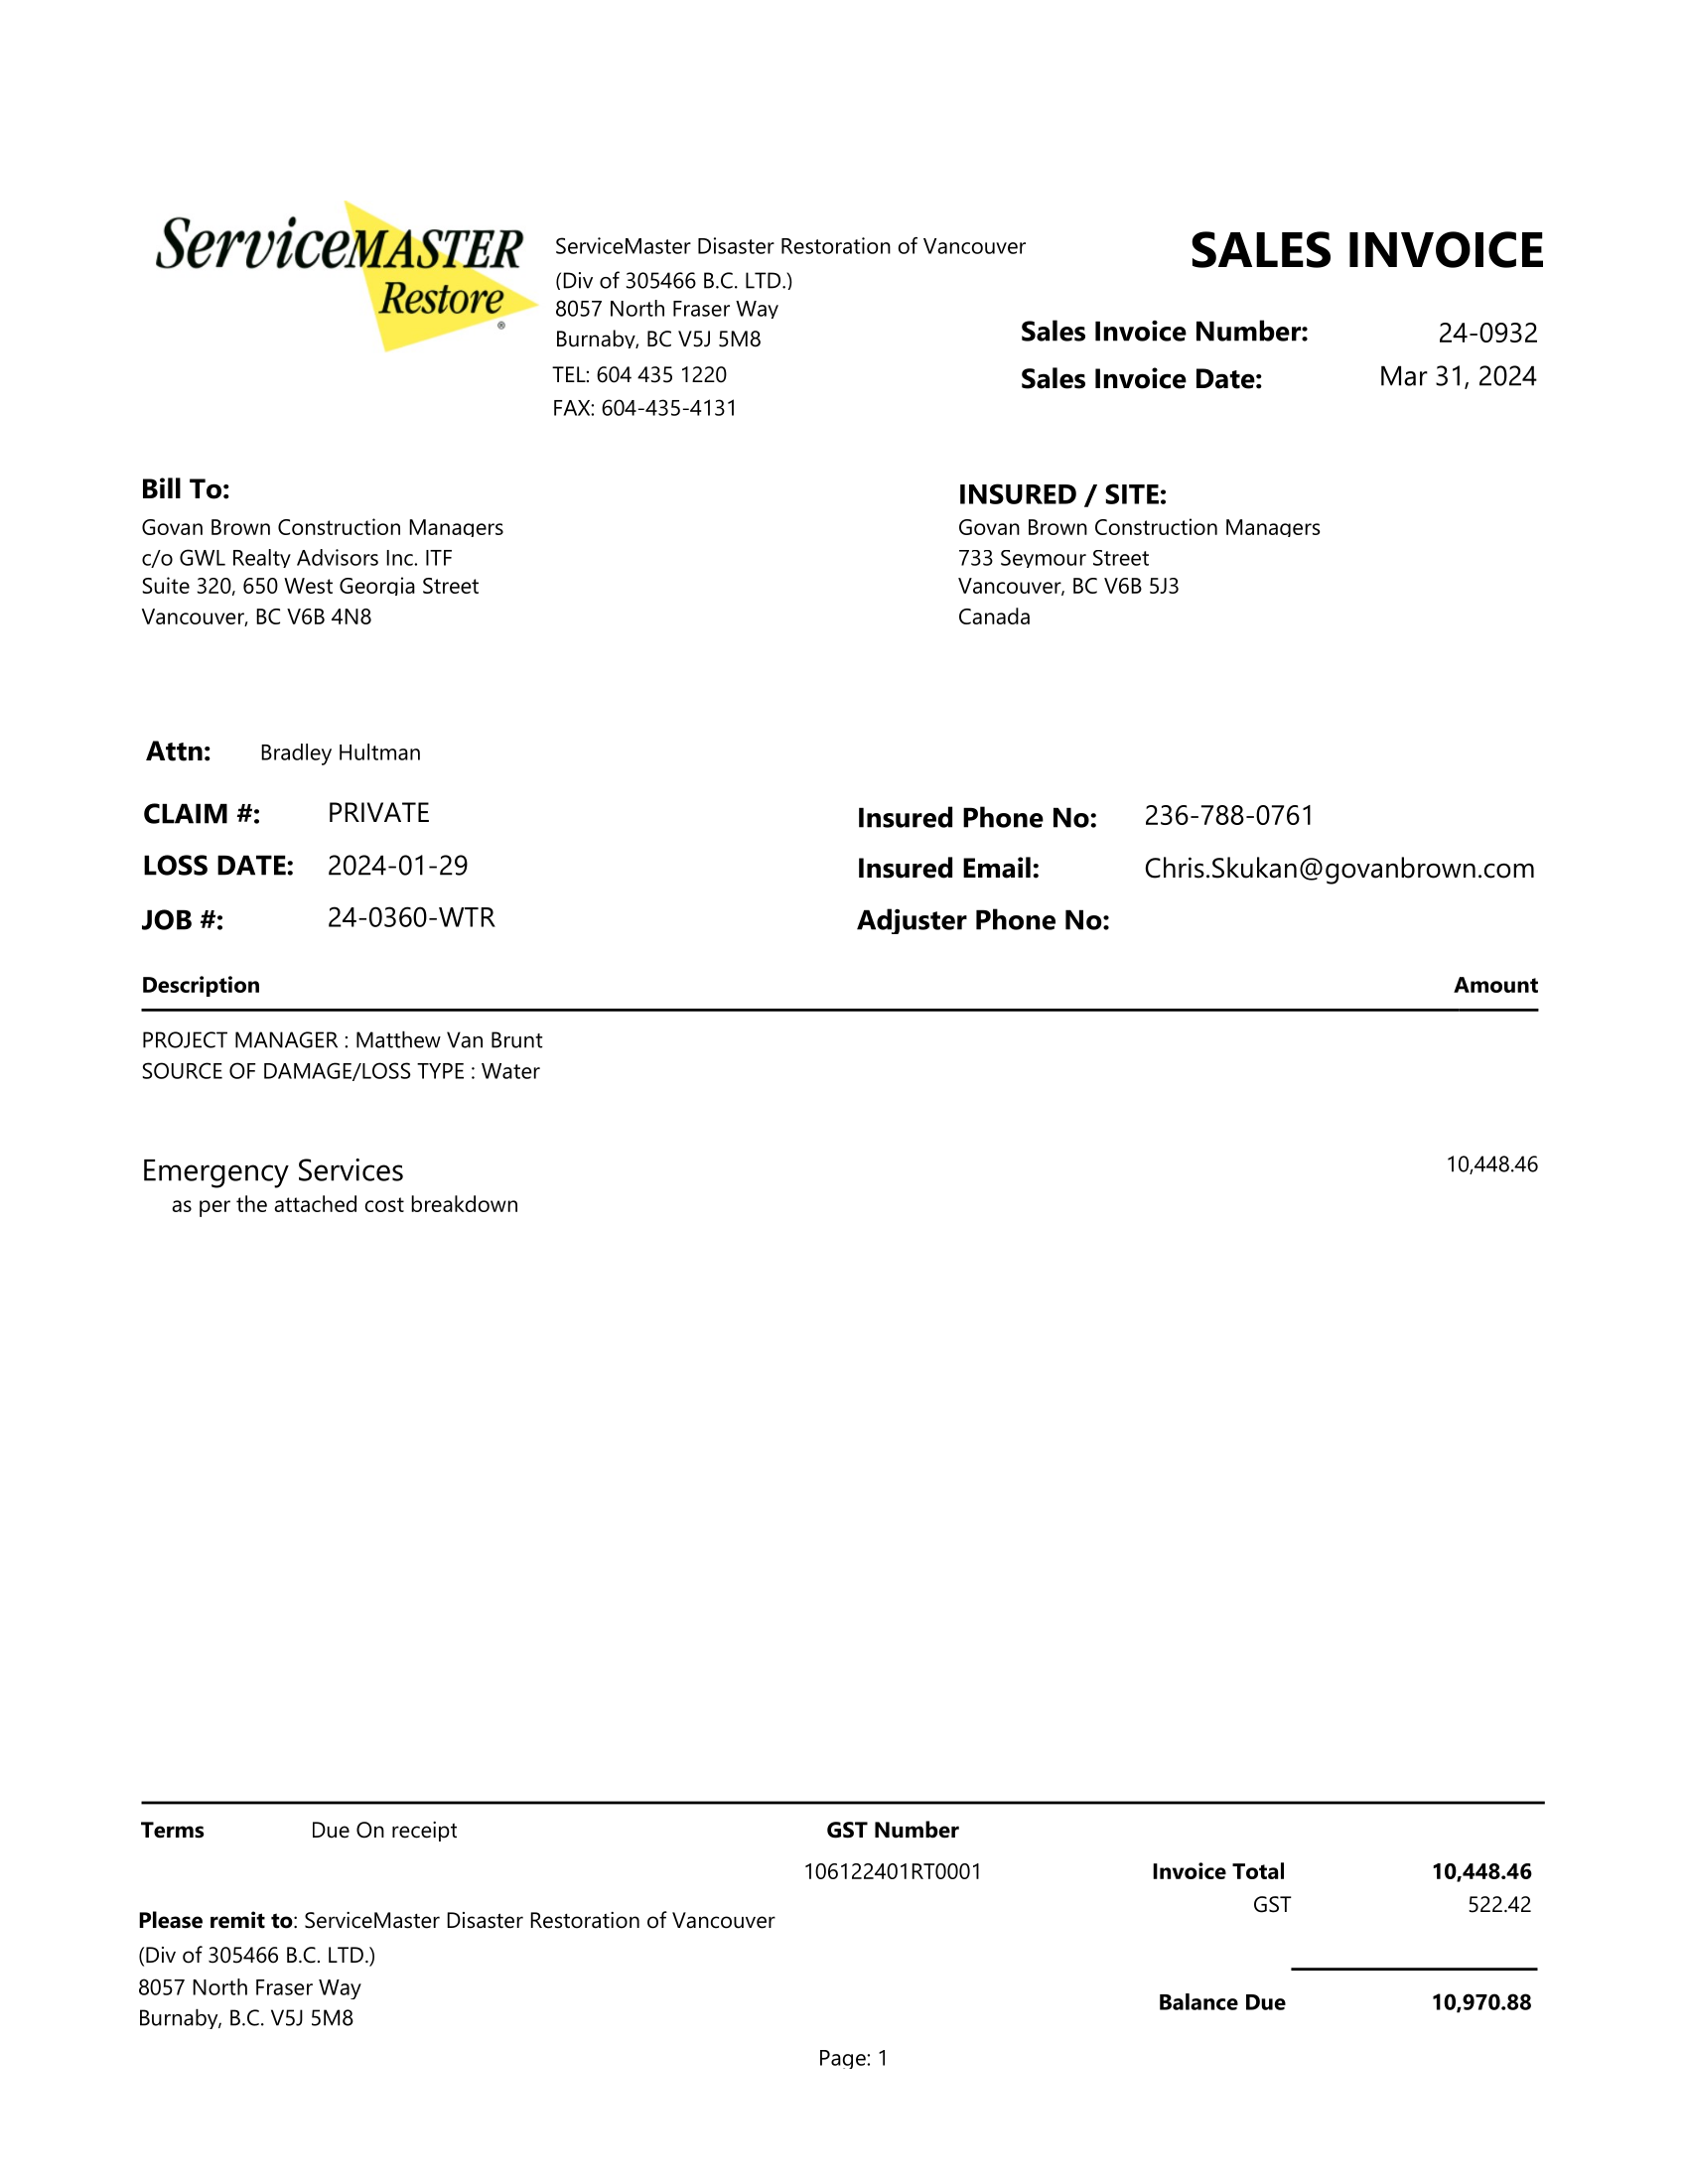 ServiceMASTER
Restore
®
ServiceMaster Disaster Restoration of Vancouver
(Div of 305466 B.C. LTD.)
8057 North Fraser Way
Burnaby, BC V5J 5M8
TEL: 604 435 1220
FAX: 604-435-4131
SALES INVOICE
Sales Invoice Number: 24-0932
Sales Invoice Date: Mar 31, 2024
Bill To:
Govan Brown Construction Managers
c/o GWL Realty Advisors Inc. ITF
Suite 320, 650 West Georgia Street
Vancouver, BC V6B 4N8
INSURED / SITE:
Govan Brown Construction Managers
733 Seymour Street
Vancouver, BC V6B 5J3
Canada
Attn: Bradley Hultman
CLAIM #: PRIVATE
LOSS DATE: 2024-01-29
JOB #: 24-0360-WTR
Insured Phone No: 236-788-0761
Insured Email: Chris.Skukan@govanbrown.com
Adjuster Phone No:
Description Amount
PROJECT MANAGER : Matthew Van Brunt
SOURCE OF DAMAGE/LOSS TYPE : Water
Emergency Services 10,448.46
as per the attached cost breakdown
Terms Due On receipt
GST Number
106122401RT0001
Invoice Total 10,448.46
GST 522.42
Balance Due 10,970.88
Please remit to: ServiceMaster Disaster Restoration of Vancouver
(Div of 305466 B.C. LTD.)
8057 North Fraser Way
Burnaby, B.C. V5J 5M8
Page: 1